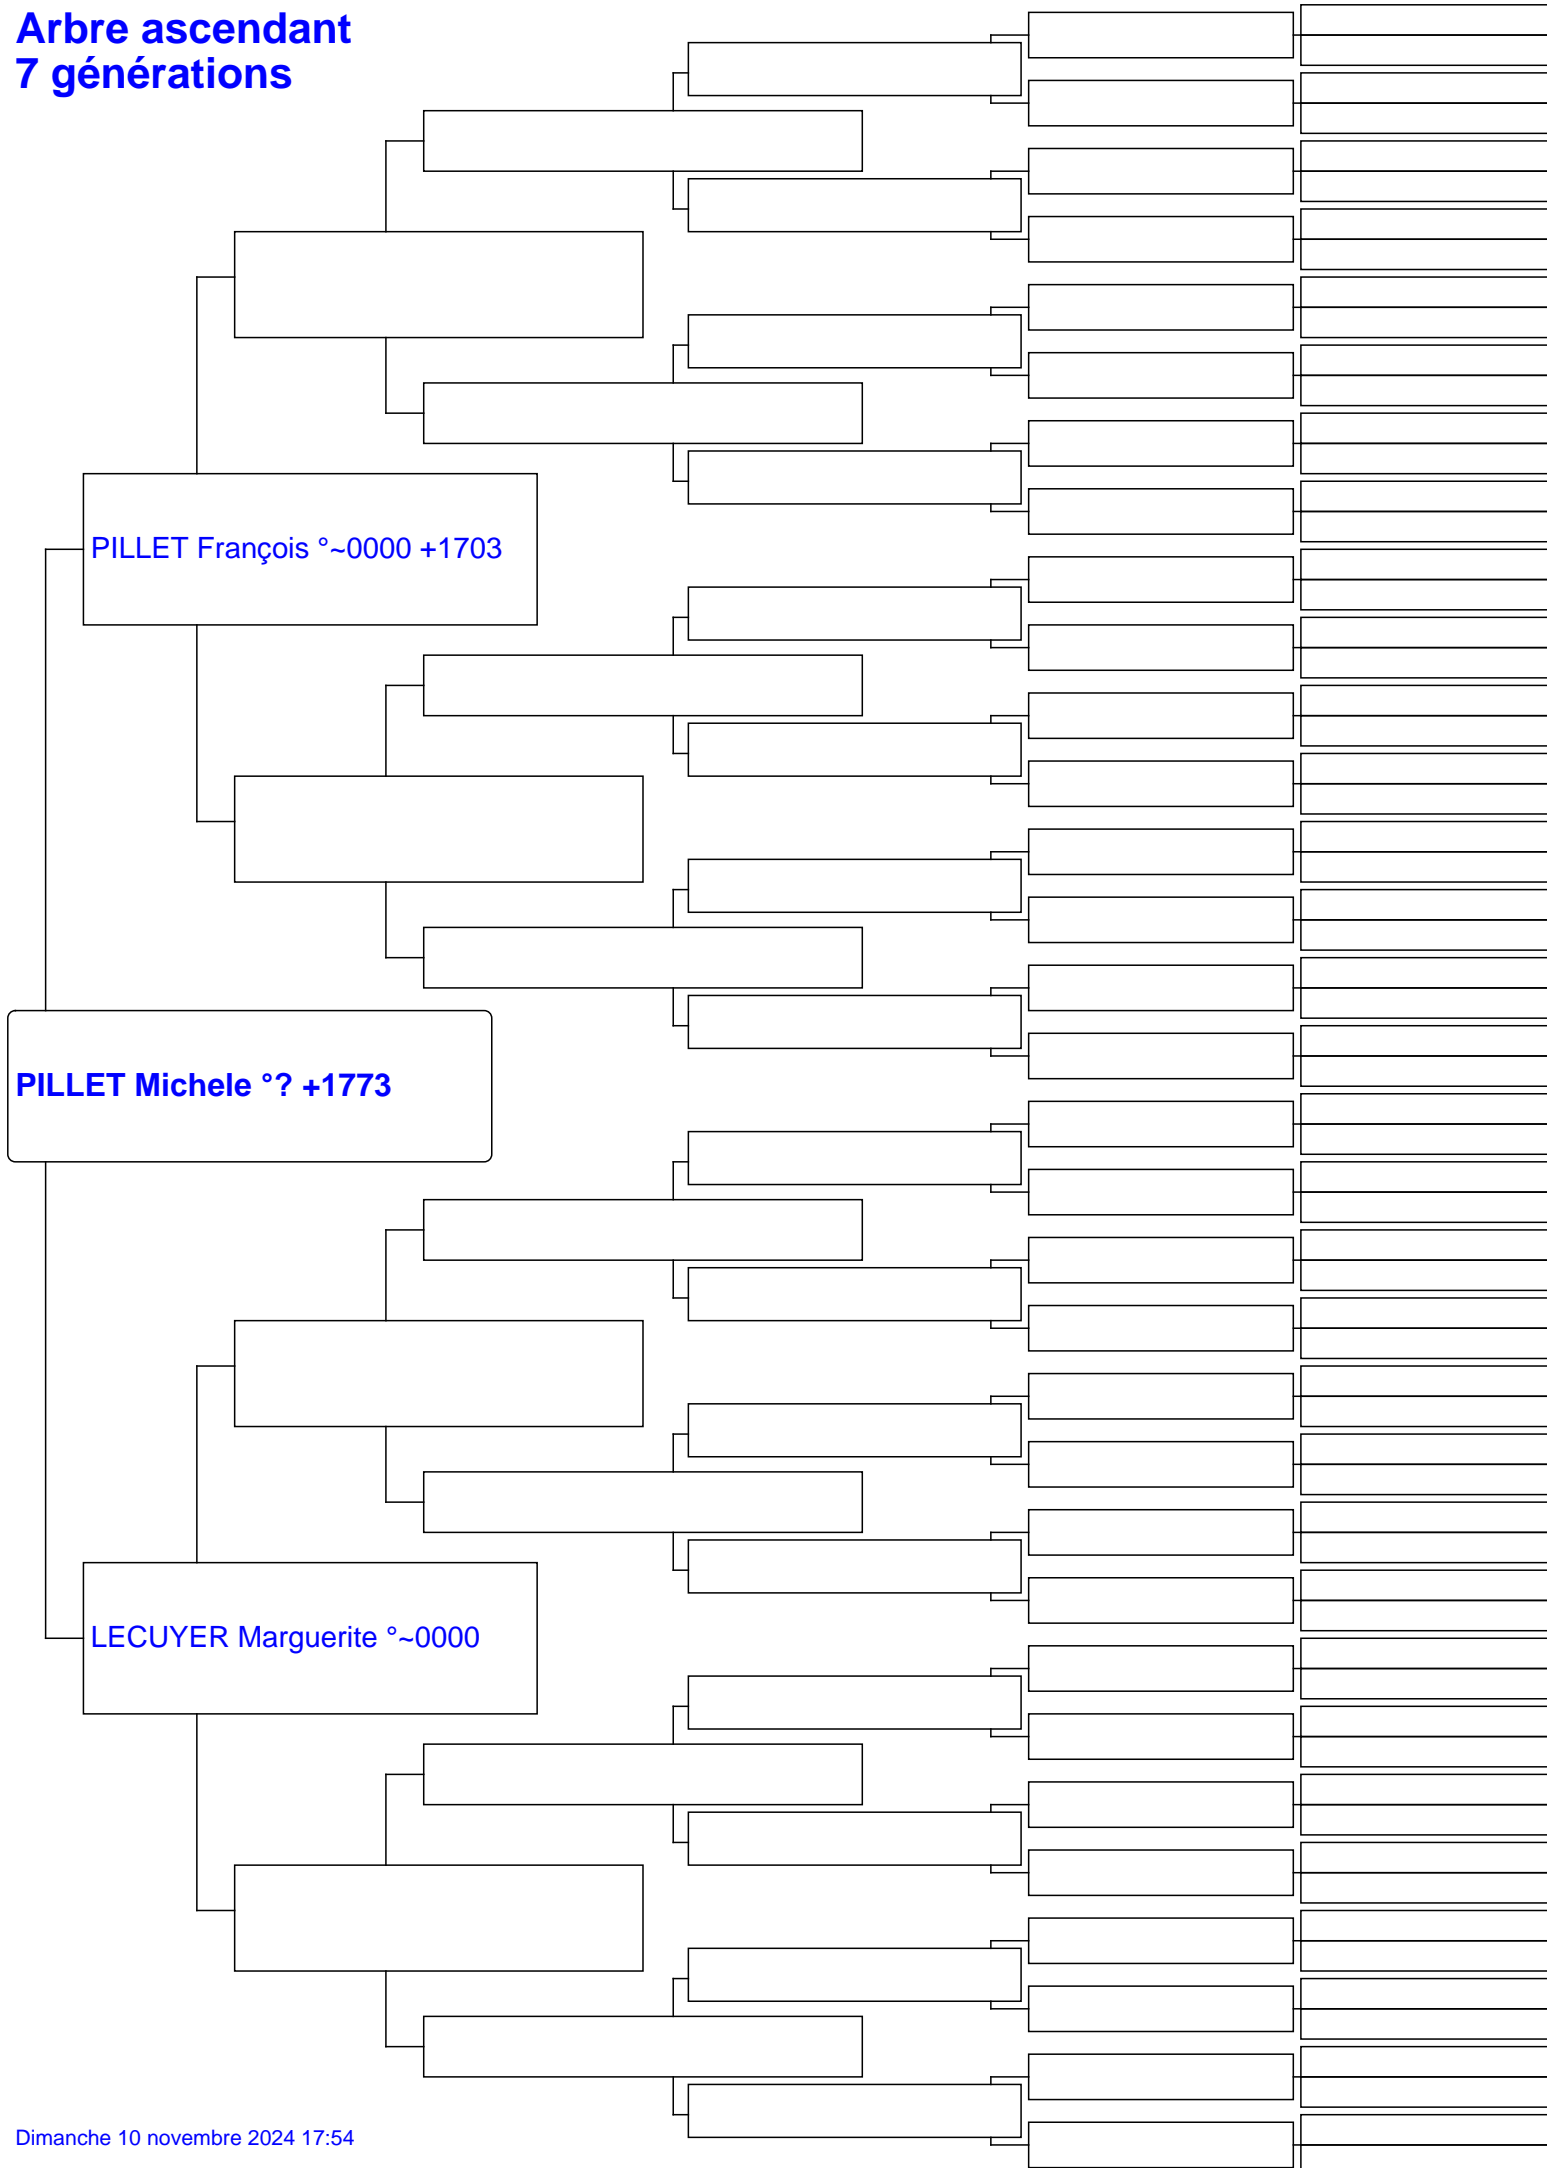 Arbre ascendant
7 générations
PILLET François °~0000 +1703
PILLET Michele °? +1773
LECUYER Marguerite °~0000
Dimanche 10 novembre 2024 17:54